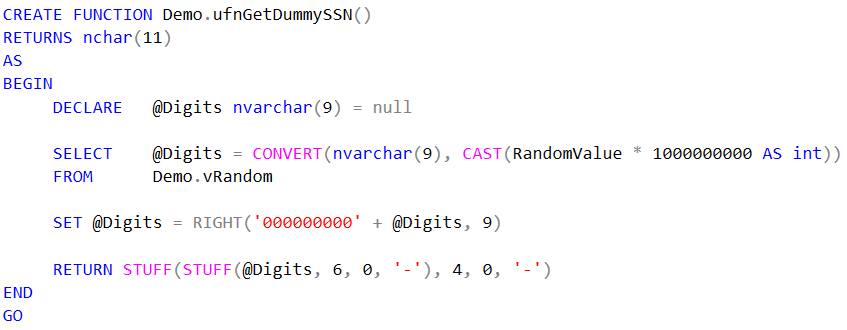 CREATE FUNCTION Demo.ufnGetDummySSN()
RETURNS nchar(11)
AS
BEGIN
DECLARE @Digits nvarchar(9) = null
SELECT @Digits = CONVERT(nvarchar(9), CAST(RandomValue * 1000000000 AS int))
FROM Demo.vRandom
SET @Digits = RIGHT('000000000' + @Digits, 9)
RETURN STUFF(STUFF(@Digits, 6, 0, '-'), 4, 0, '-')
END
GO